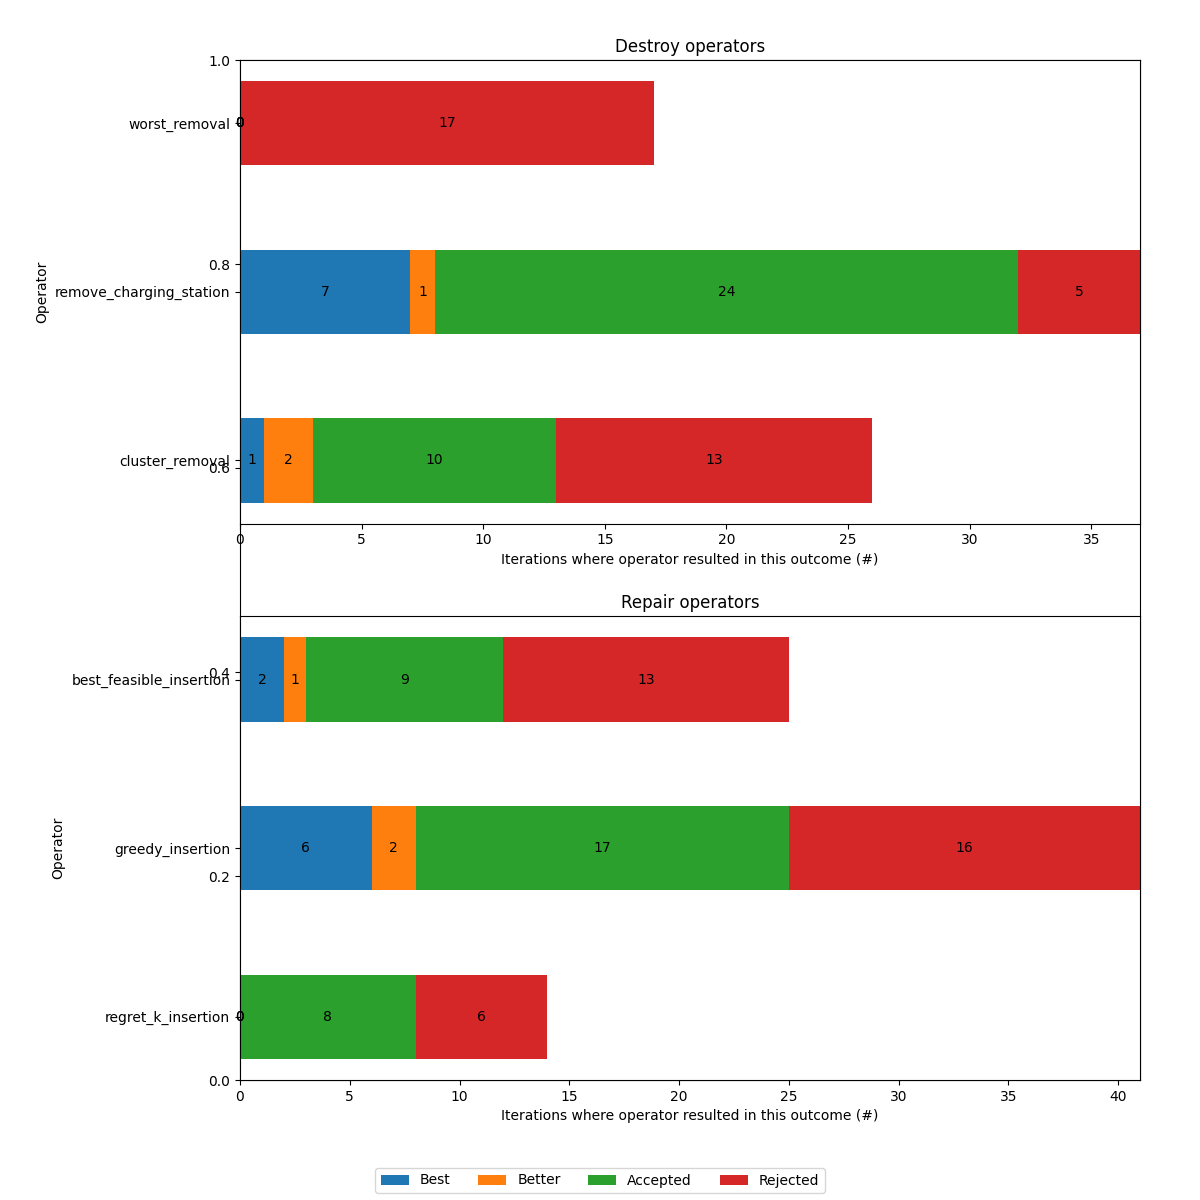 Destroy operators
1.0
worst_removal 0 17
0.8
Operator
remove_charging_station 7 1 24 5
cluster_removal 1 2 10 13
0.6
0 5 10 15 20 25 30 35
Iterations where operator resulted in this outcome (#)
Repair operators
0.4
best_feasible_insertion 2 1 9 13
Operator
greedy_insertion 6 2 17 16
0.2
regret_k_insertion 0 8 6
0.0
0 5 10 15 20 25 30 35 40
Iterations where operator resulted in this outcome (#)
Best Better Accepted Rejected